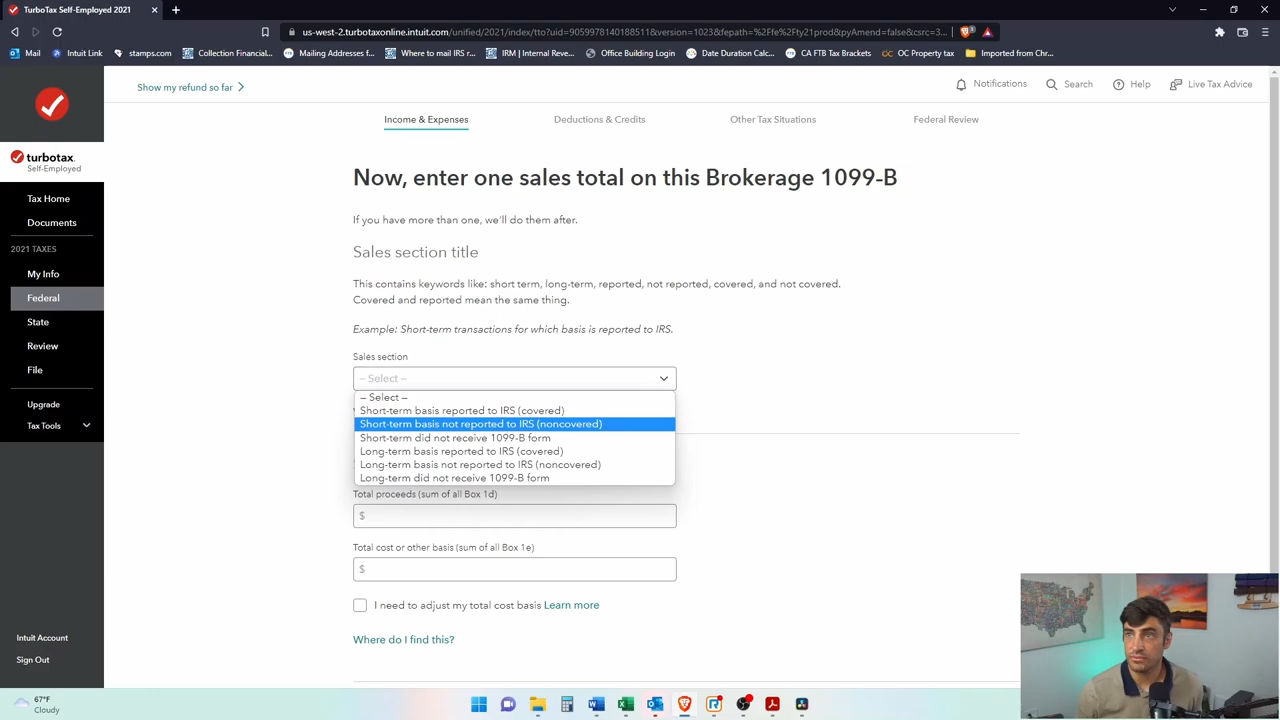 TurboTax Self-Employed 2021
us-west-2.turbotaxonline.intuit.com/unified/2021/index/tto?uid=9059978140188511&version=1023&fepath=%2Ffe%2Fty21prod&pyAmend=false&csrc=3...
Mail
Intuit Link
stamps.com
Collection Financial...
Mailing Addresses f...
Where to mail IRS r...
IRM | Internal Reve...
Office Building Login
Date Duration Calc...
CA FTB Tax Brackets
OC Property tax
Imported from Chr...
Show my refund so far
Notifications
Search
Help
Live Tax Advice
Income & Expenses
Deductions & Credits
Other Tax Situations
Federal Review
turbotax
Self-Employed
Tax Home
Documents
2021 TAXES
My Info
Federal
State
Review
File
Upgrade
Tax Tools
Intuit Account
Sign Out
Now, enter one sales total on this Brokerage 1099-B
If you have more than one, we'll do them after.
Sales section title
This contains keywords like: short term, long-term, reported, not reported, covered, and not covered.
Covered and reported mean the same thing.
Example: Short-term transactions for which basis is reported to IRS.
Sales section
– Select –
– Select –
Short-term basis reported to IRS (covered)
Short-term basis not reported to IRS (noncovered)
Short-term did not receive 1099-B form
Long-term basis reported to IRS (covered)
Long-term basis not reported to IRS (noncovered)
Long-term did not receive 1099-B form
Total proceeds (sum of all Box 1d)
$
Total cost or other basis (sum of all Box 1e)
$
I need to adjust my total cost basis Learn more
Where do I find this?
67°F
Cloudy